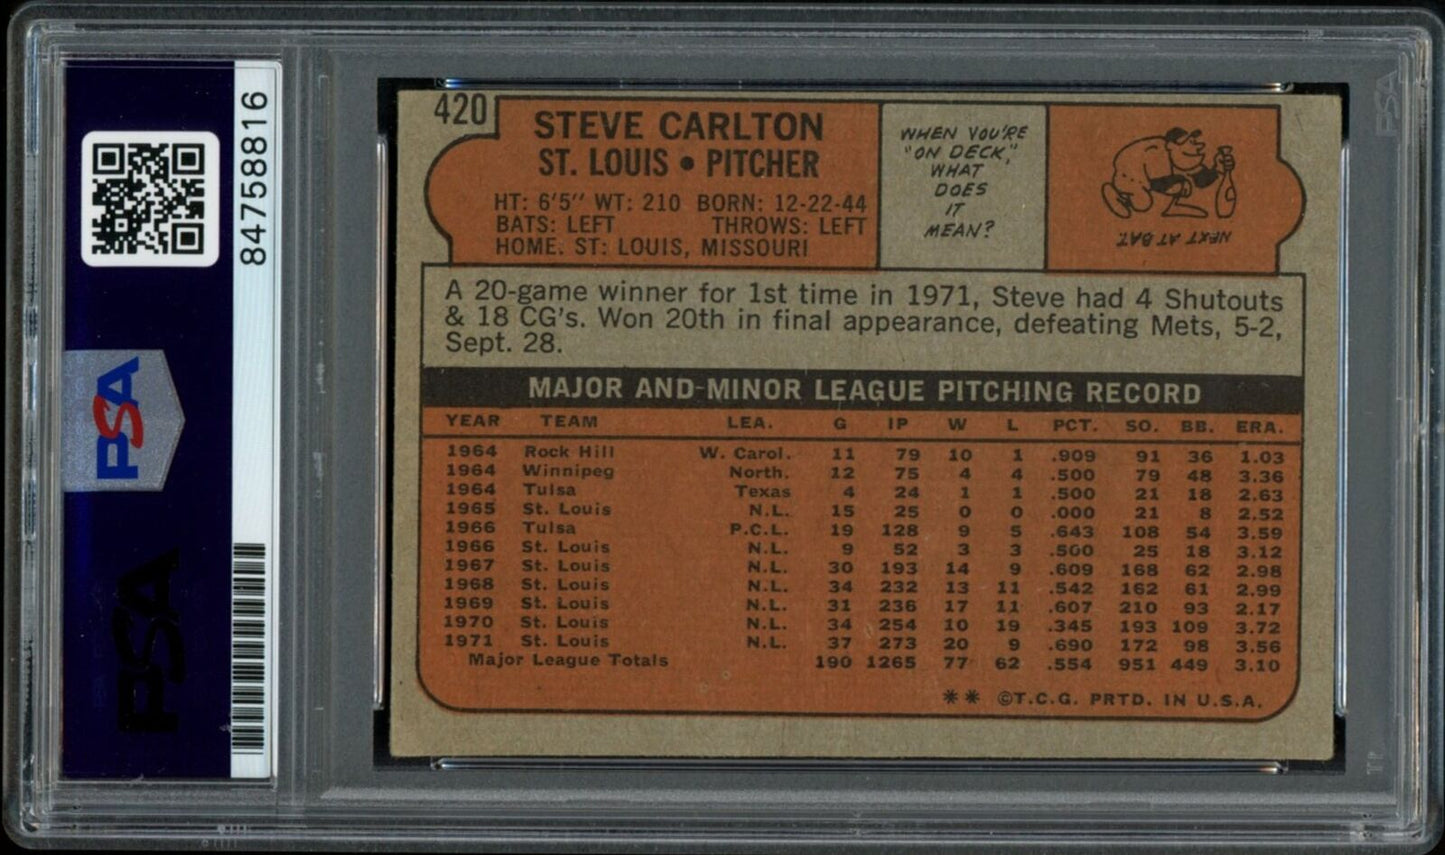 84758816
PSA
PSA
PSA
420
STEVE CARLTON
ST. LOUIS • PITCHER
HT: 6'5" WT: 210 BORN: 12-22-44
BATS: LEFT THROWS: LEFT
HOME: ST. LOUIS, MISSOURI
WHEN YOU'RE
"ON DECK,"
WHAT
DOES
IT
MEAN?
NEXT AT BAT.
A 20-game winner for 1st time in 1971, Steve had 4 Shutouts
& 18 CG's. Won 20th in final appearance, defeating Mets, 5-2,
Sept. 28.
MAJOR AND MINOR LEAGUE PITCHING RECORD
YEAR TEAM LEA. G IP W L PCT. SO. BB. ERA.
1964 Rock Hill W. Carol. 11 79 10 1 .909 91 36 1.03
1964 Winnipeg North. 12 75 4 4 .500 79 48 3.36
1964 Tulsa Texas 4 24 1 1 .500 21 18 2.63
1965 St. Louis N.L. 15 25 0 0 .000 21 8 2.52
1966 Tulsa P.C.L. 19 128 9 5 .643 108 54 3.59
1966 St. Louis N.L. 9 52 3 3 .500 25 18 3.12
1967 St. Louis N.L. 30 193 14 9 .609 168 62 2.98
1968 St. Louis N.L. 34 232 13 11 .542 162 61 2.99
1969 St. Louis N.L. 31 236 17 11 .607 210 93 2.17
1970 St. Louis N.L. 34 254 10 19 .345 193 109 3.72
1971 St. Louis N.L. 37 273 20 9 .690 172 98 3.56
Major League Totals 190 1265 77 62 .554 951 449 3.10
** ©T.C.G. PRTD. IN U.S.A.